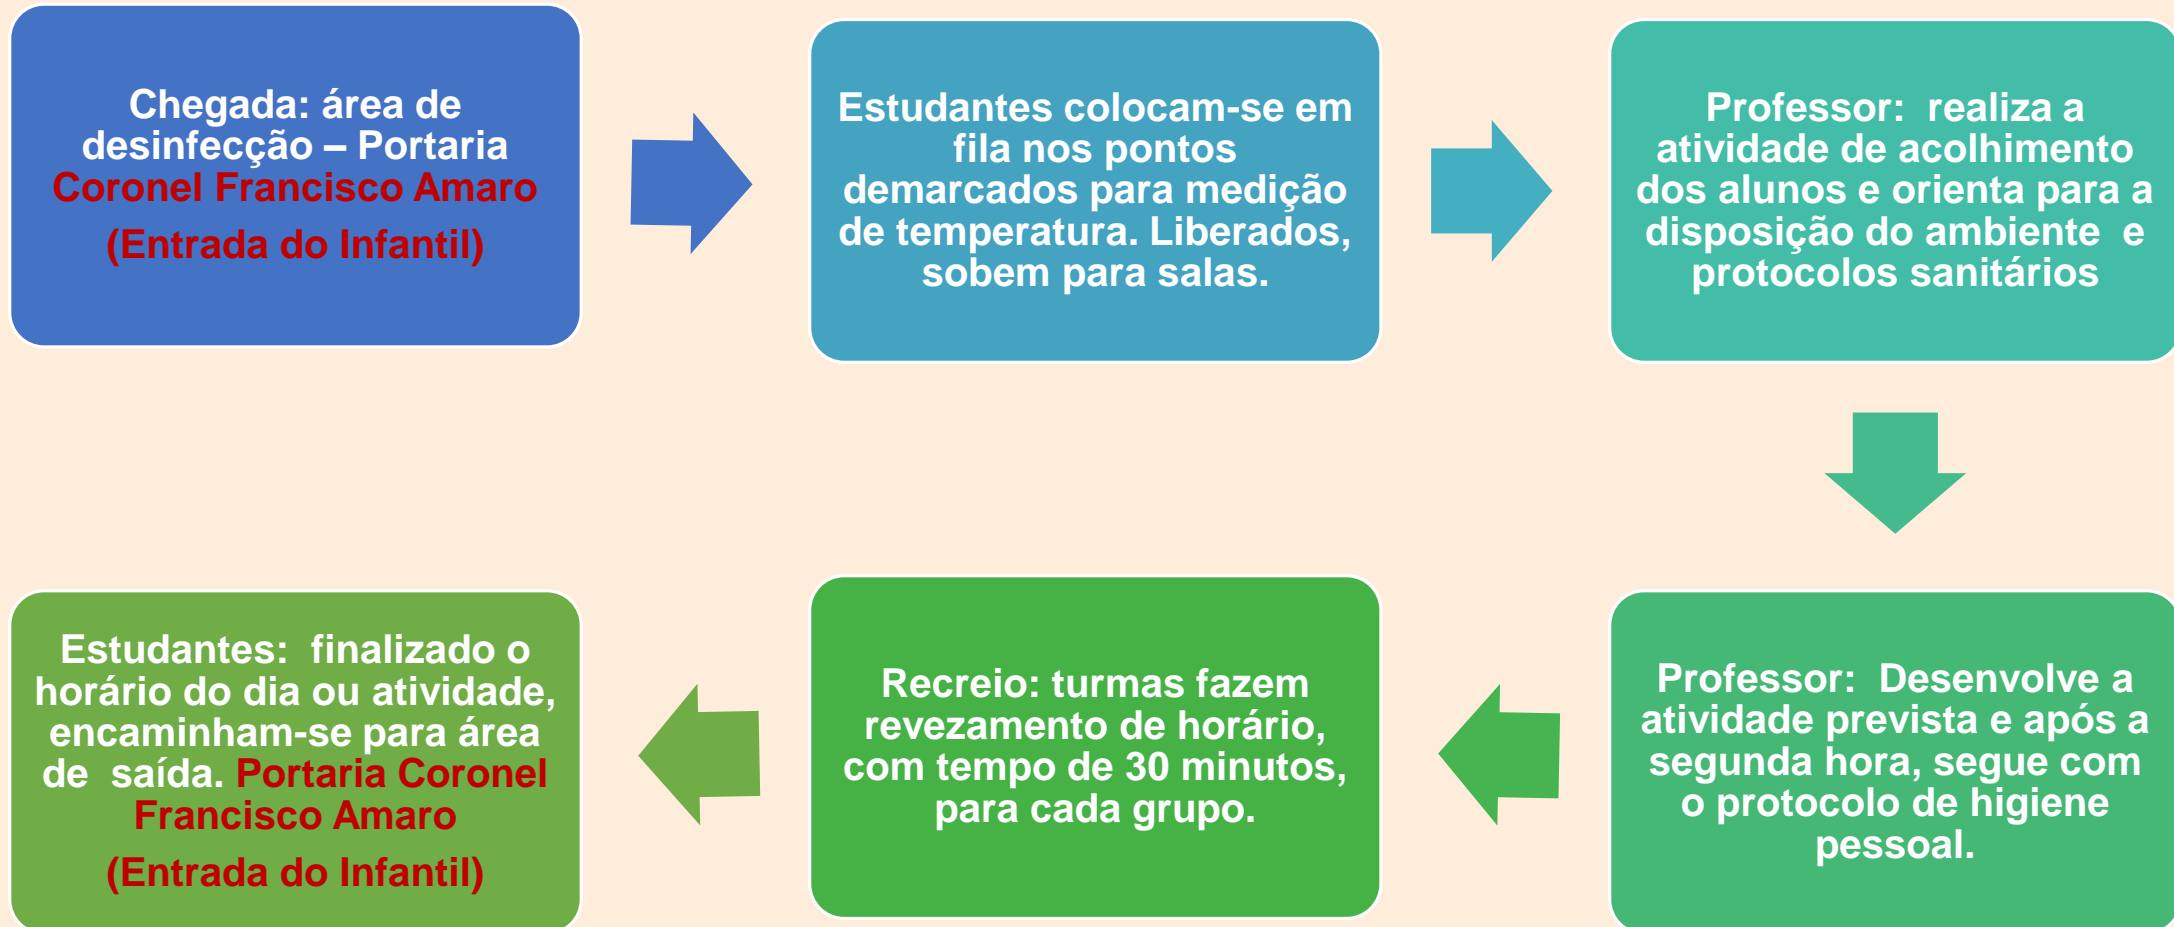 Chegada: área de
desinfecção – Portaria
Coronel Francisco Amaro
(Entrada do Infantil)
Estudantes colocam-se em
fila nos pontos
demarcados para medição
de temperatura. Liberados,
sobem para salas.
Professor: realiza a
atividade de acolhimento
dos alunos e orienta para a
disposição do ambiente e
protocolos sanitários
Professor: Desenvolve a
atividade prevista e após a
segunda hora, segue com
o protocolo de higiene
pessoal.
Recreio: turmas fazem
revezamento de horário,
com tempo de 30 minutos,
para cada grupo.
Estudantes: finalizado o
horário do dia ou atividade,
encaminham-se para área
de saída. Portaria Coronel
Francisco Amaro
(Entrada do Infantil)